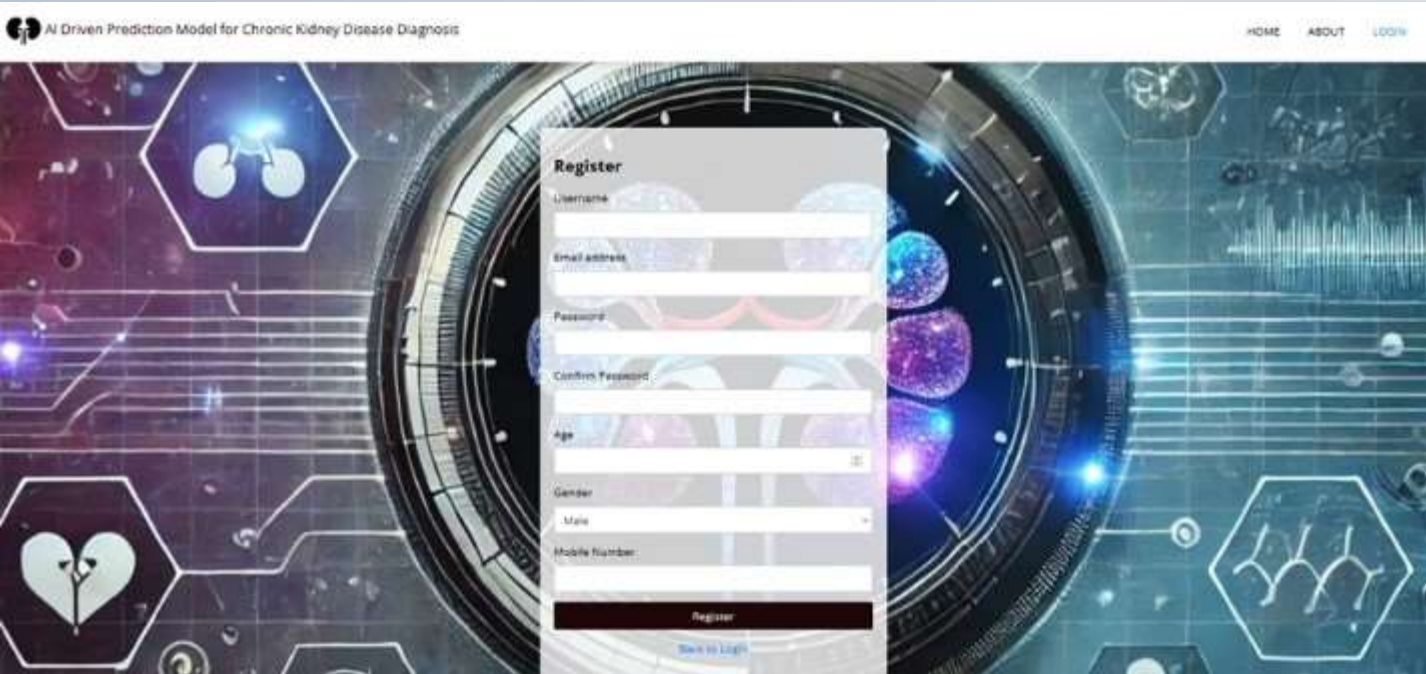 AI Driven Prediction Model for Chronic Kidney Disease Diagnosis
HOME ABOUT LOGIN
Register
Username
Email address
Password
Confirm Password
Age
Gender
Male
Mobile Number
Register
Back to Login